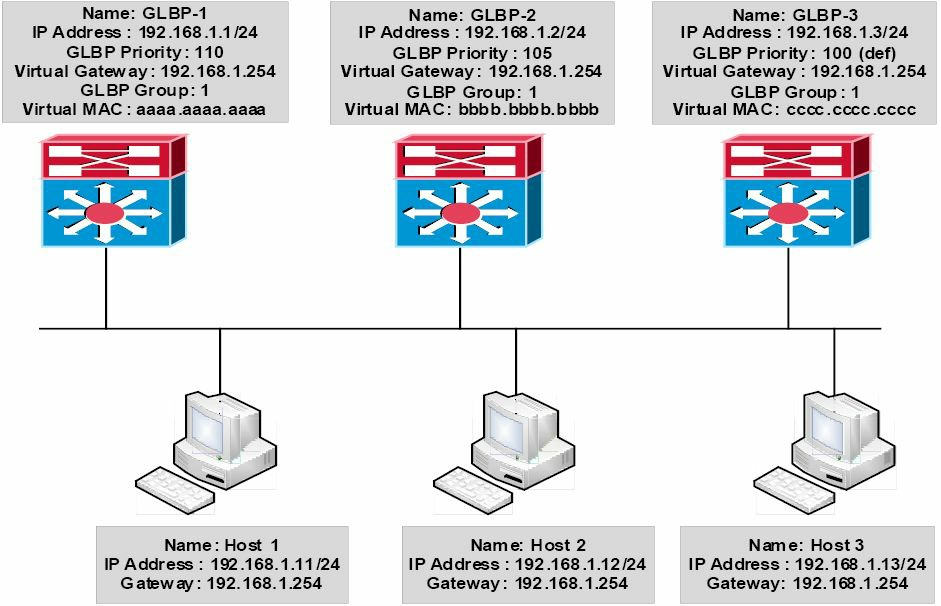 Name: GLBP-1
IP Address : 192.168.1.1/24
GLBP Priority : 110
Virtual Gateway : 192.168.1.254
GLBP Group: 1
Virtual MAC : aaaa.aaaa.aaaa
Name: GLBP-2
IP Address : 192.168.1.2/24
GLBP Priority : 105
Virtual Gateway : 192.168.1.254
GLBP Group: 1
Virtual MAC : bbbb.bbbb.bbbb
Name: GLBP-3
IP Address : 192.168.1.3/24
GLBP Priority : 100 (def)
Virtual Gateway : 192.168.1.254
GLBP Group: 1
Virtual MAC : cccc.cccc.cccc
Name: Host 1
IP Address : 192.168.1.11/24
Gateway : 192.168.1.254
Name: Host 2
IP Address : 192.168.1.12/24
Gateway : 192.168.1.254
Name: Host 3
IP Address : 192.168.1.13/24
Gateway : 192.168.1.254